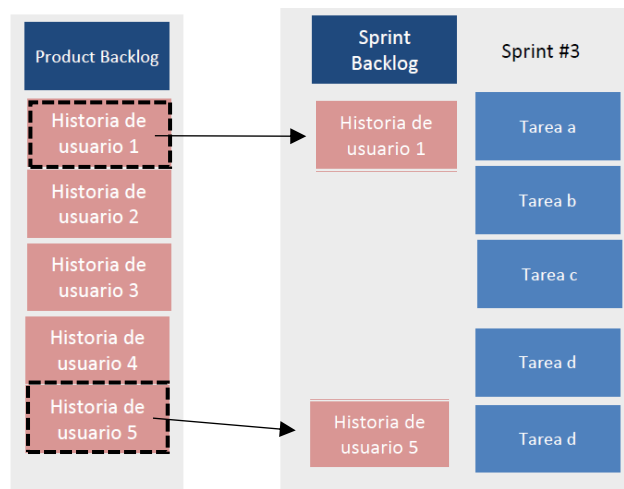 Product Backlog
Historia de
usuario 1
Historia de
usuario 2
Historia de
usuario 3
Historia de
usuario 4
Historia de
usuario 5
Sprint
Backlog
Sprint #3
Historia de
usuario 1
Tarea a
Tarea b
Tarea c
Tarea d
Historia de
usuario 5
Tarea d